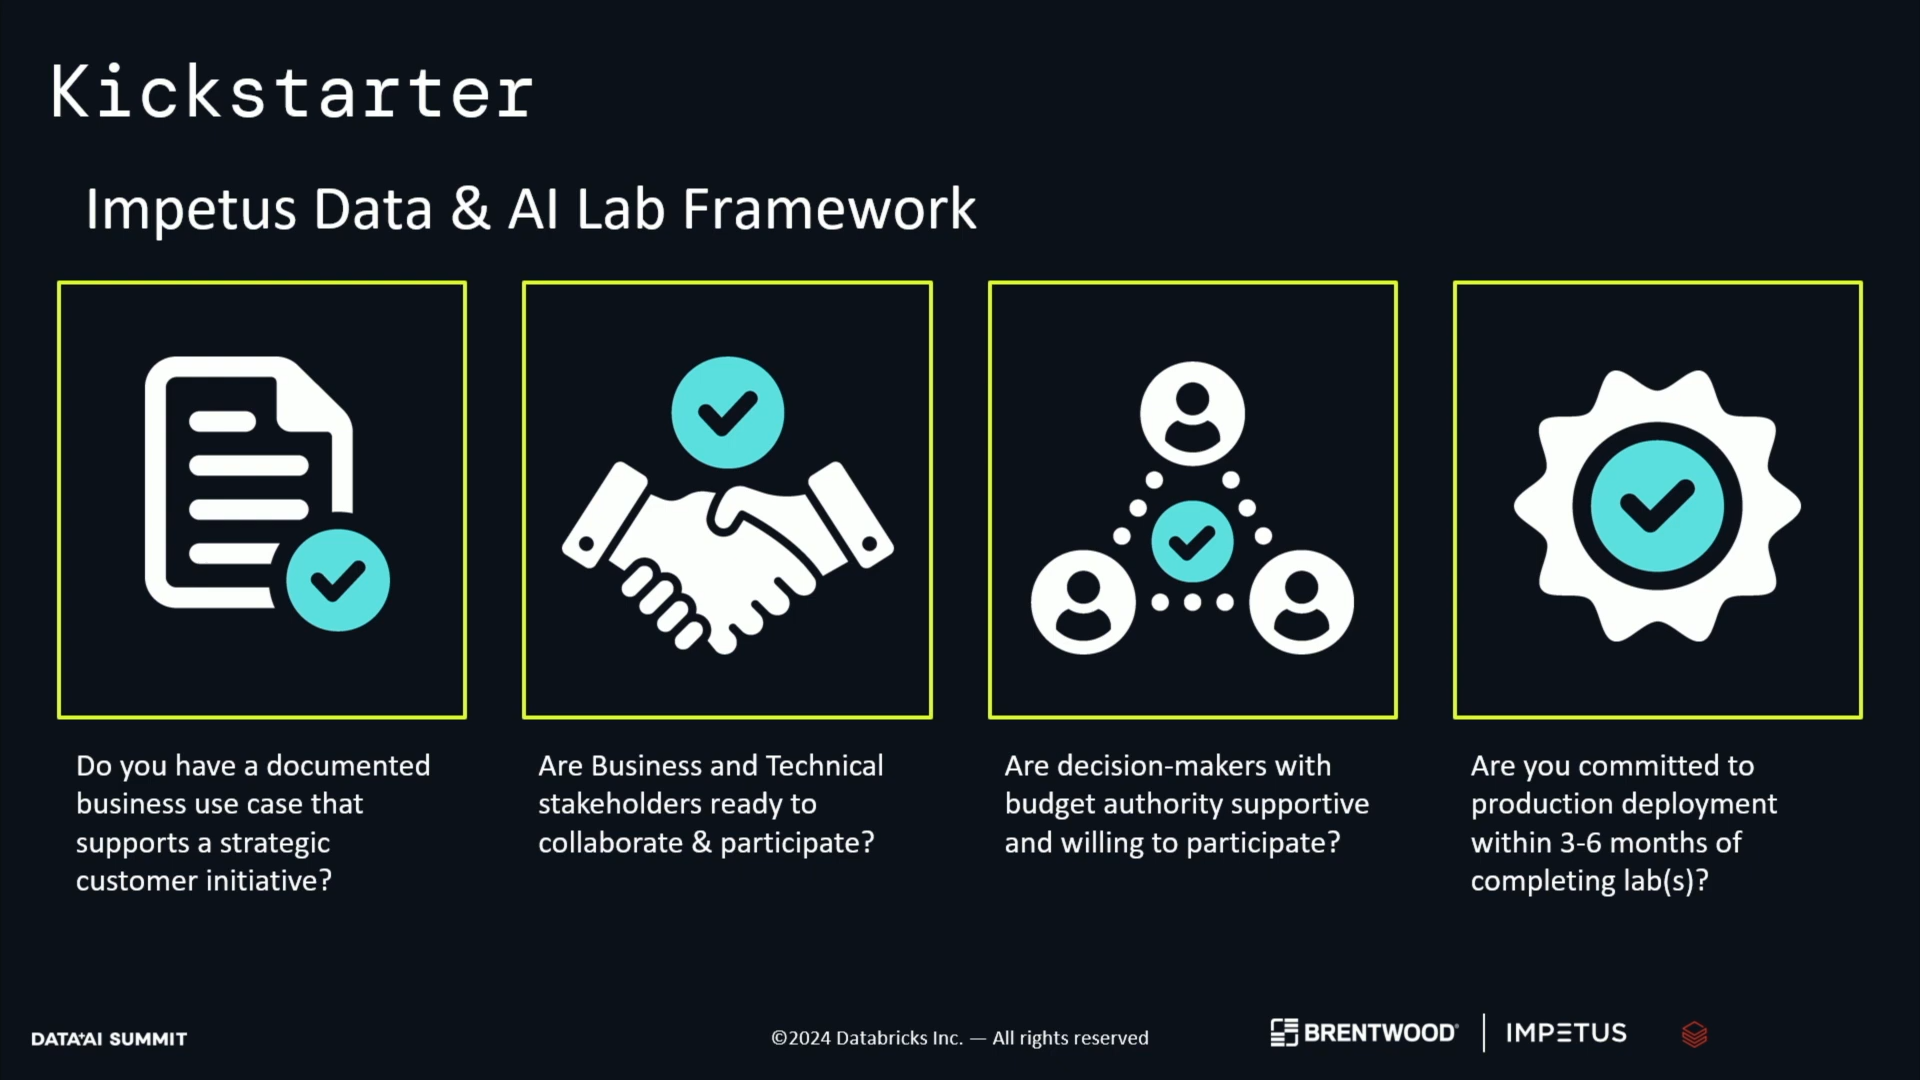 Kickstarter
Impetus Data & AI Lab Framework
Do you have a documented
business use case that
supports a strategic
customer initiative?
Are Business and Technical
stakeholders ready to
collaborate & participate?
Are decision-makers with
budget authority supportive
and willing to participate?
Are you committed to
production deployment
within 3-6 months of
completing lab(s)?
DATA+AI SUMMIT
©2024 Databricks Inc. — All rights reserved
BRENTWOOD®
IMPETUS